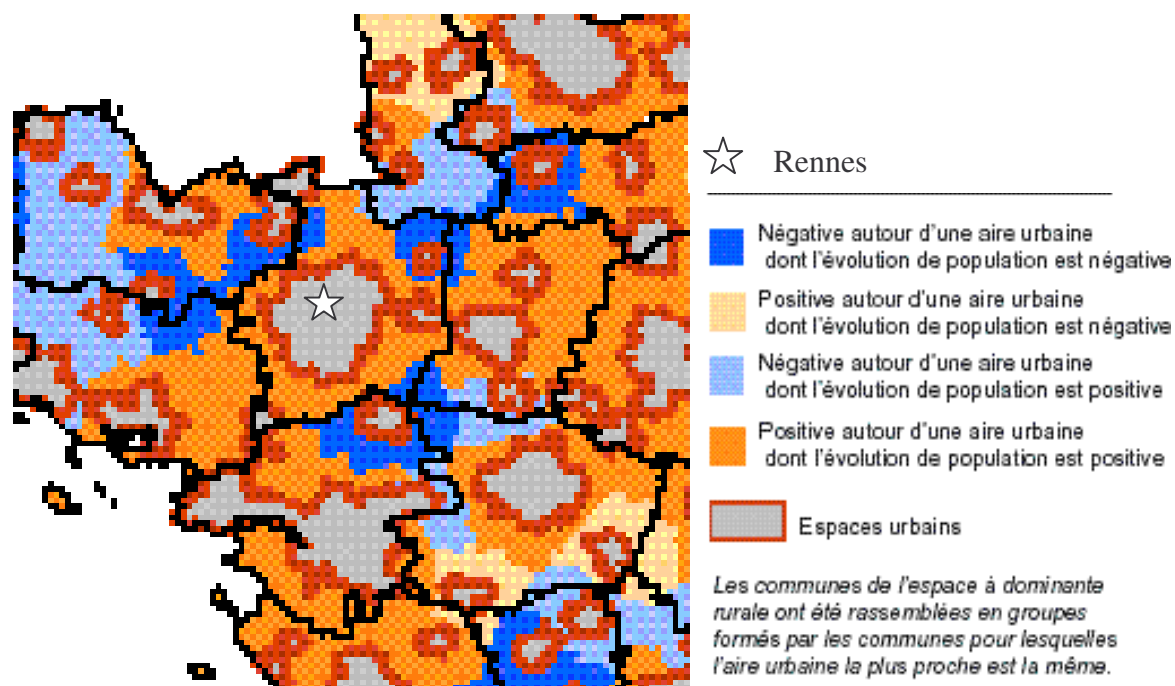 Rennes
Négative autour d'une aire urbaine
dont l'évolution de population est négative
Positive autour d'une aire urbaine
dont l'évolution de population est négative
Négative autour d'une aire urbaine
dont l'évolution de population est positive
Positive autour d'une aire urbaine
dont l'évolution de population est positive
Espaces urbains
Les communes de l'espace à dominante
rurale ont été rassemblées en groupes
formés par les communes pour lesquelles
l'aire urbaine la plus proche est la même.